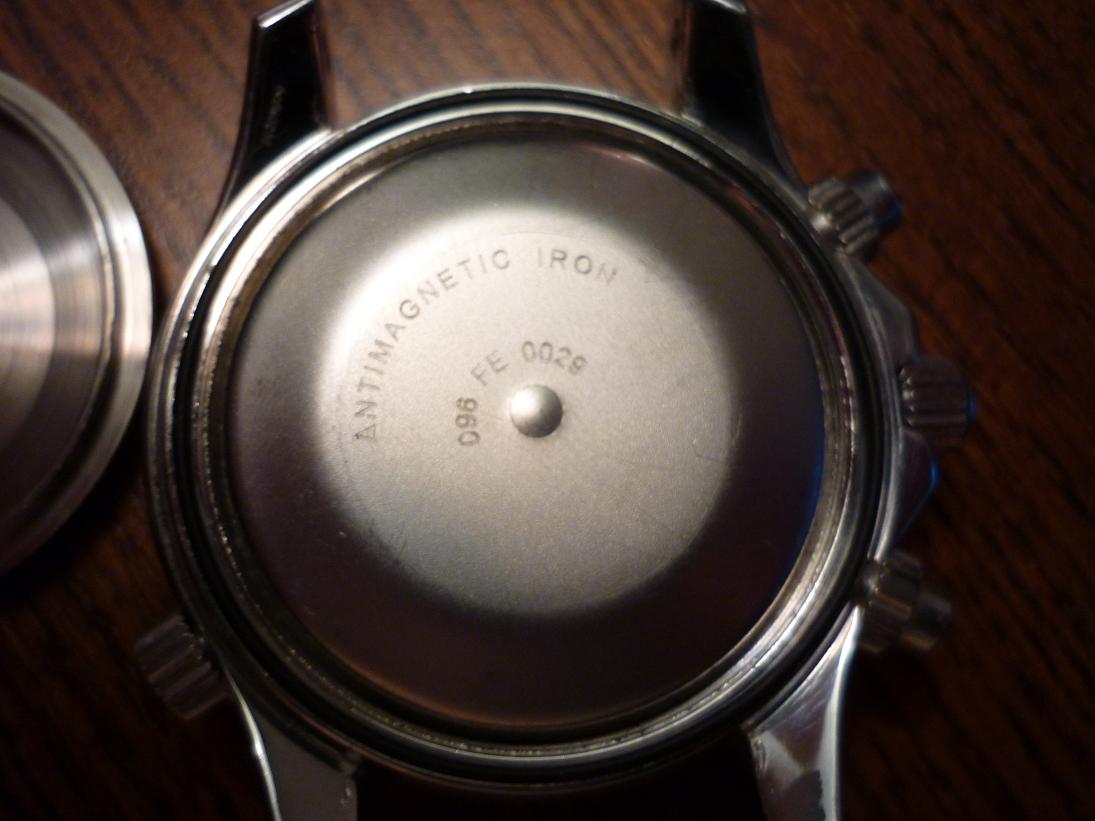 ANTIMAGNETIC IRON
096 FE 0029